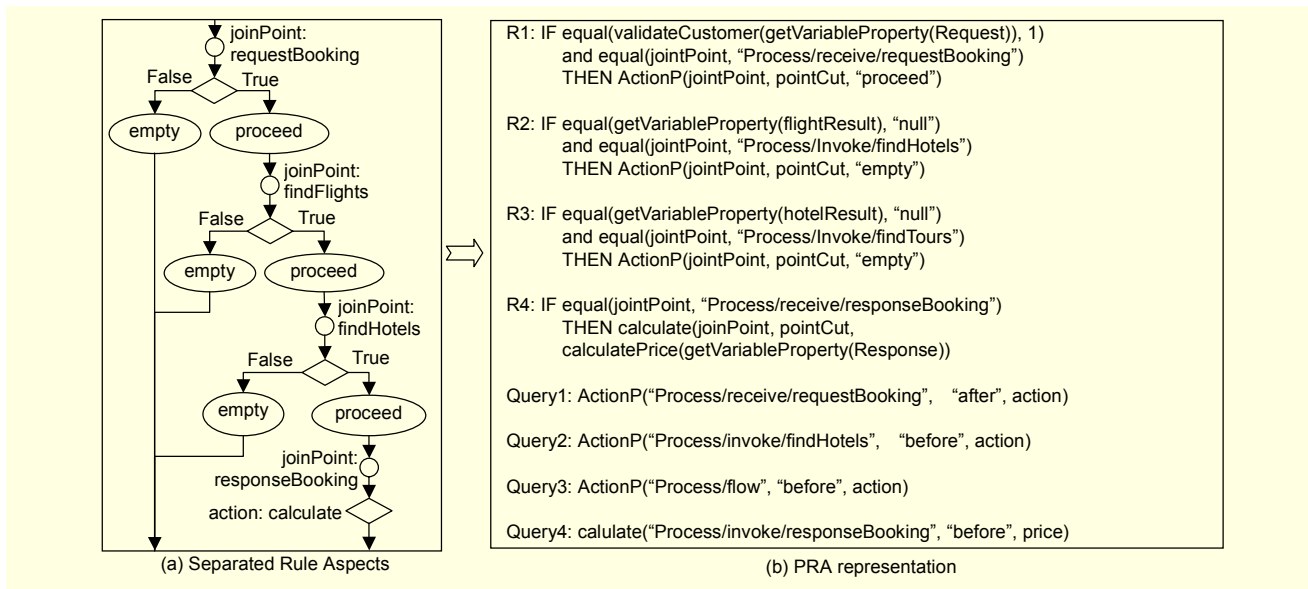 joinPoint:
requestBooking
False
True
empty
proceed
joinPoint:
findFlights
False
True
empty
proceed
joinPoint:
findHotels
False
True
empty
proceed
joinPoint:
responseBooking
action: calculate
(a) Separated Rule Aspects
R1: IF equal(validateCustomer(getVariableProperty(Request)), 1)
and equal(jointPoint, “Process/receive/requestBooking”)
THEN ActionP(jointPoint, pointCut, “proceed”)
R2: IF equal(getVariableProperty(flightResult), “null”)
and equal(jointPoint, “Process/Invoke/findHotels”)
THEN ActionP(jointPoint, pointCut, “empty”)
R3: IF equal(getVariableProperty(hotelResult), “null”)
and equal(jointPoint, “Process/Invoke/findTours”)
THEN ActionP(jointPoint, pointCut, “empty”)
R4: IF equal(jointPoint, “Process/receive/responseBooking”)
THEN calculate(joinPoint, pointCut,
calculatePrice(getVariableProperty(Response))
Query1: ActionP(“Process/receive/requestBooking”, “after”, action)
Query2: ActionP(“Process/invoke/findHotels”, “before”, action)
Query3: ActionP(“Process/flow”, “before”, action)
Query4: calulate(“Process/invoke/responseBooking”, “before”, price)
(b) PRA representation